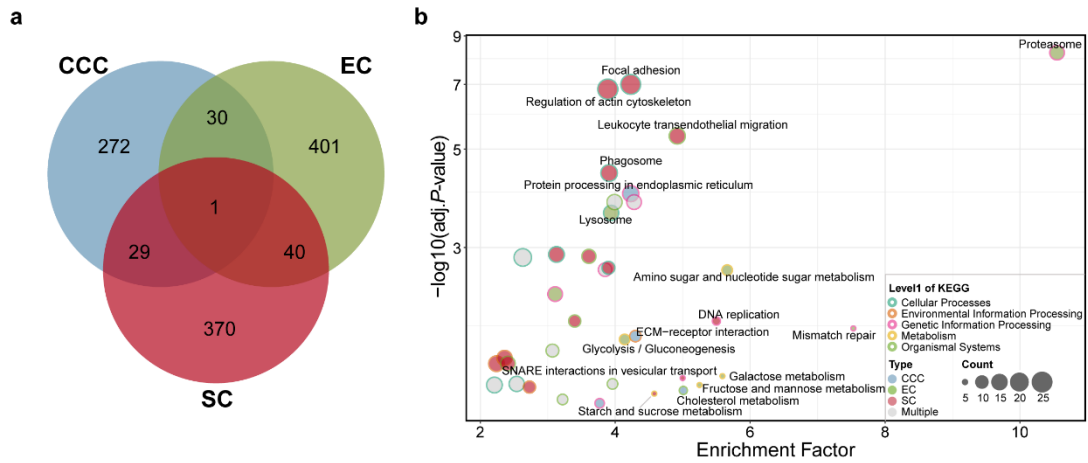 a
CCC
EC
30
272
401
1
29
40
370
SC
b
9
7
5
3
−log10(adj.P-value)
Proteasome
Focal adhesion
Regulation of actin cytoskeleton
Leukocyte transendothelial migration
Phagosome
Protein processing in endoplasmic reticulum
Lysosome
Amino sugar and nucleotide sugar metabolism
DNA replication
ECM-receptor interaction
Mismatch repair
Glycolysis / Gluconeogenesis
SNARE interactions in vesicular transport
Galactose metabolism
Fructose and mannose metabolism
Cholesterol metabolism
Starch and sucrose metabolism
Level1 of KEGG
Cellular Processes
Environmental Information Processing
Genetic Information Processing
Metabolism
Organismal Systems
Type
CCC
EC
SC
Multiple
Count
5 10 15 20 25
2 4 6 8 10
Enrichment Factor